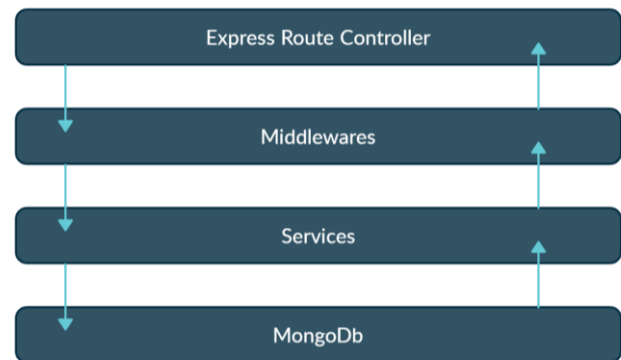 Express Route Controller
Middlewares
Services
MongoDb